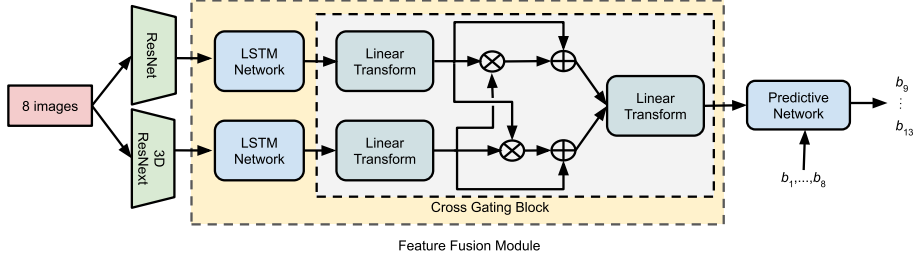 8 images
ResNet
3D
ResNext
LSTM
Network
LSTM
Network
Linear
Transform
Linear
Transform
Linear
Transform
Cross Gating Block
Feature Fusion Module
Predictive
Network
b1,...,b8
b9
⋮
b13